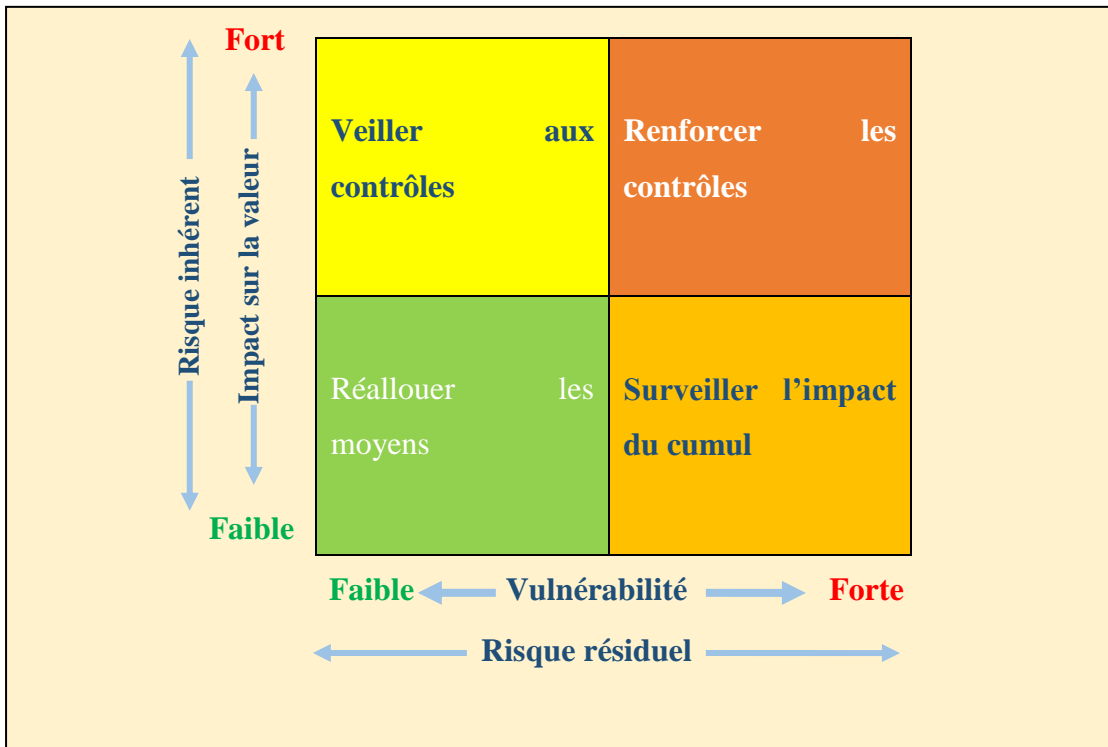 Fort
Veiller aux
contrôles
Renforcer les
contrôles
Risque inhérent
Impact sur la valeur
Réallouer les
moyens
Surveiller l’impact
du cumul
Faible
Faible Vulnérabilité Forte
Risque résiduel